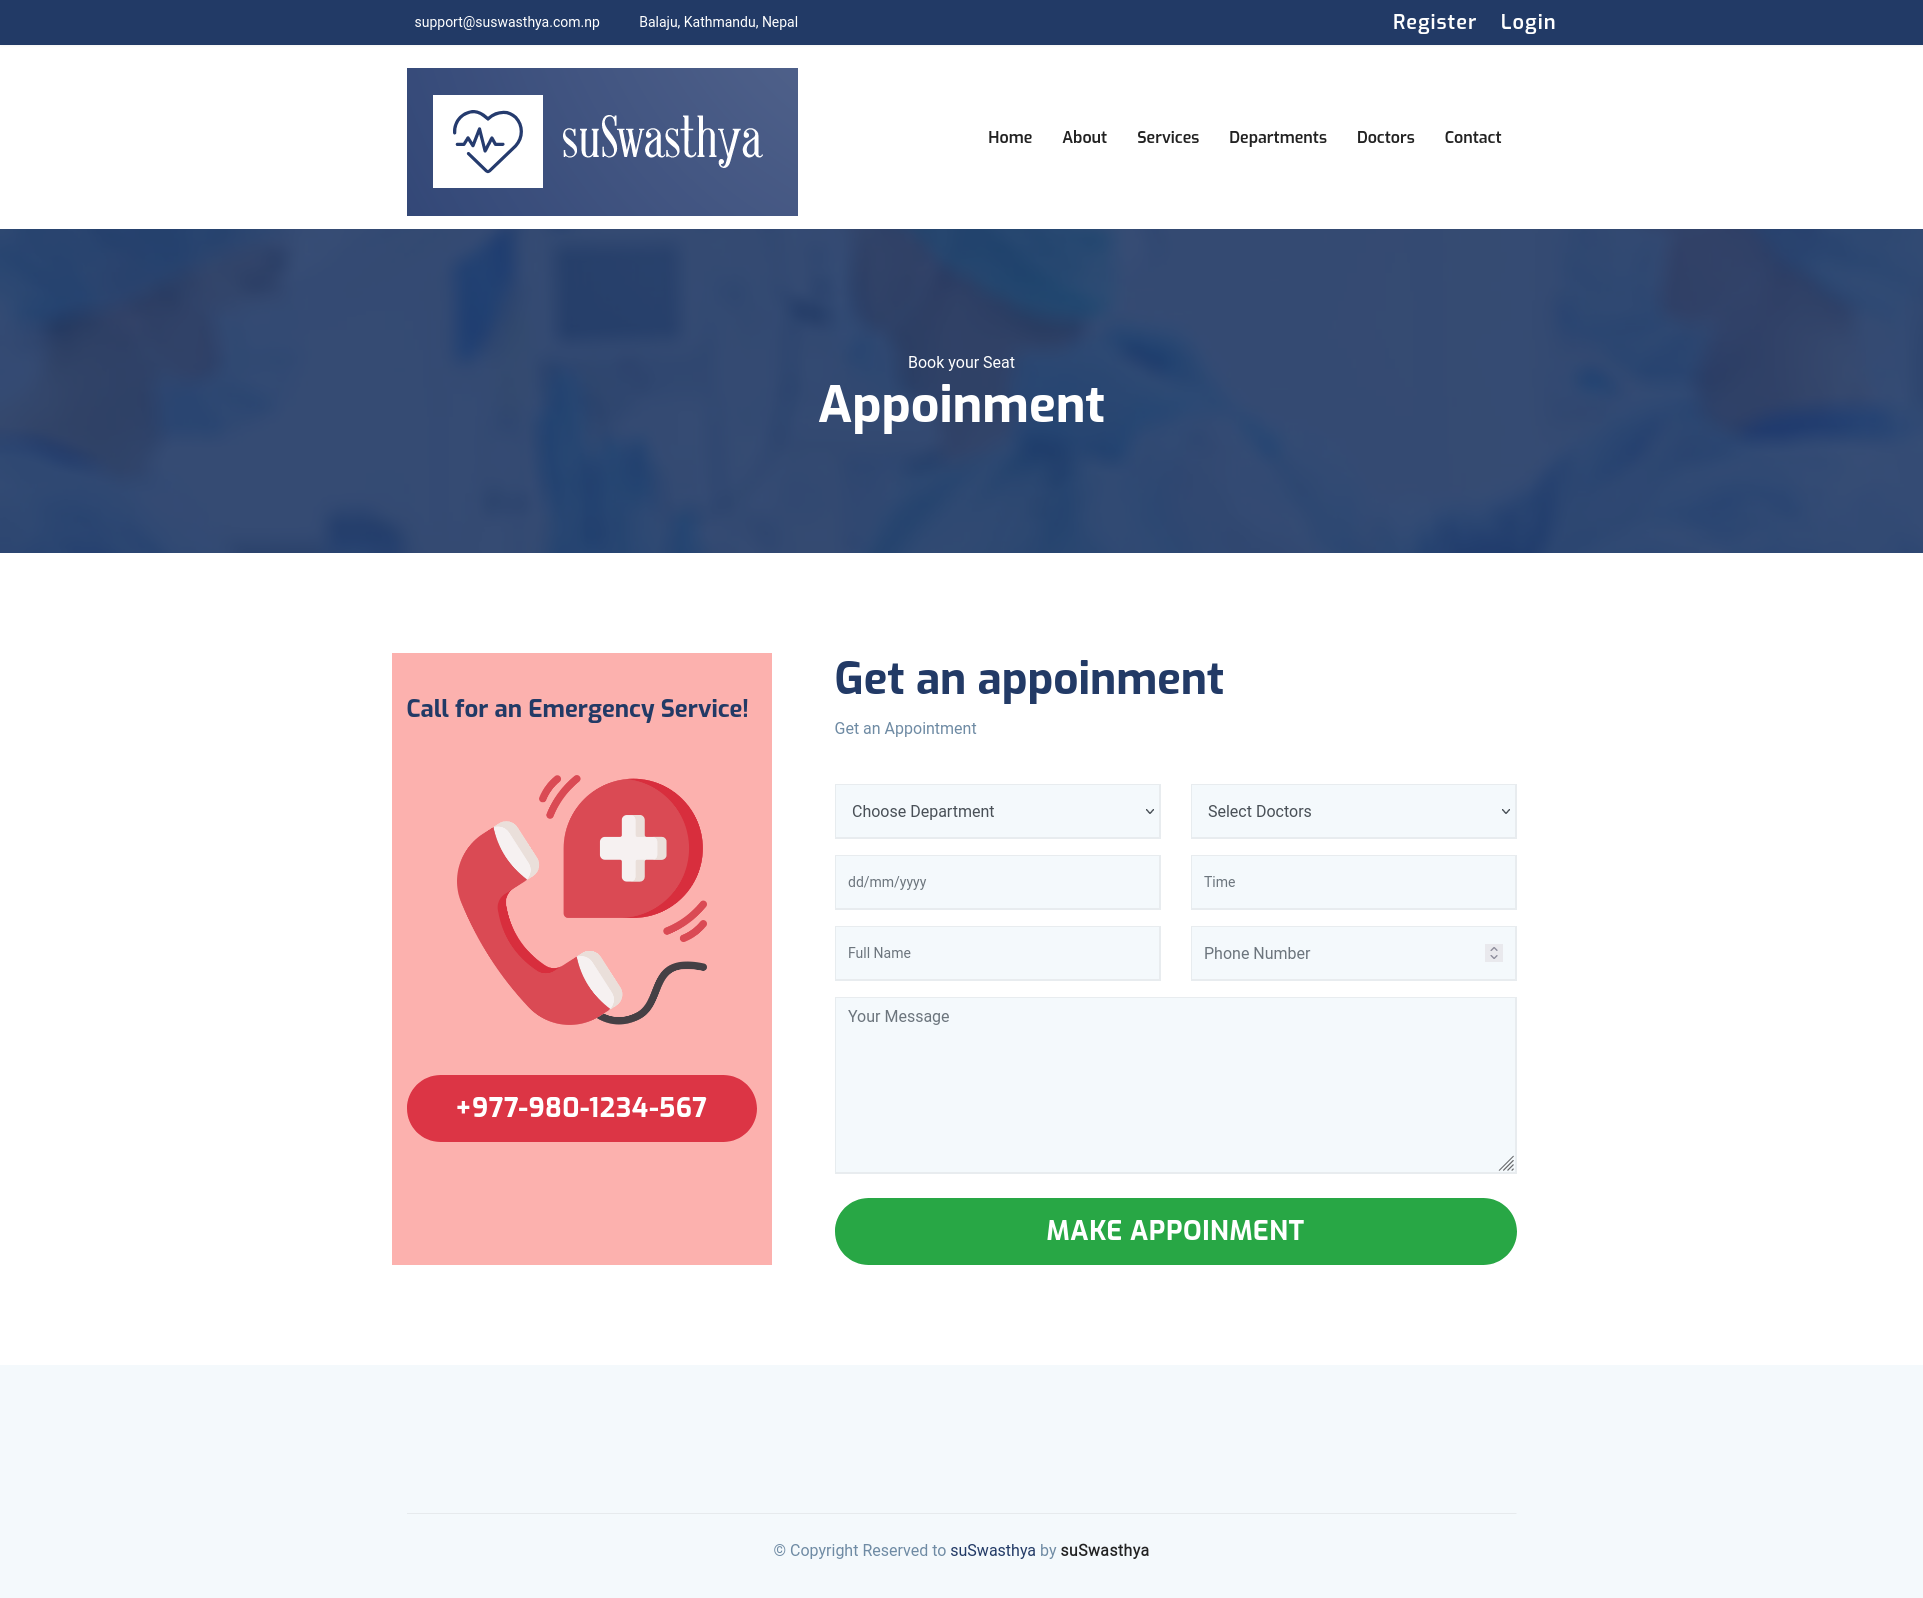 support@suswasthya.com.np Balaju, Kathmandu, Nepal Register Login
suSwasthya
Home About Services Departments Doctors Contact
Book your Seat
Appoinment
Call for an Emergency Service!
+977-980-1234-567
Get an appoinment
Get an Appointment
Choose Department Select Doctors
dd/mm/yyyy Time
Full Name Phone Number
Your Message
MAKE APPOINMENT
© Copyright Reserved to suSwasthya by suSwasthya